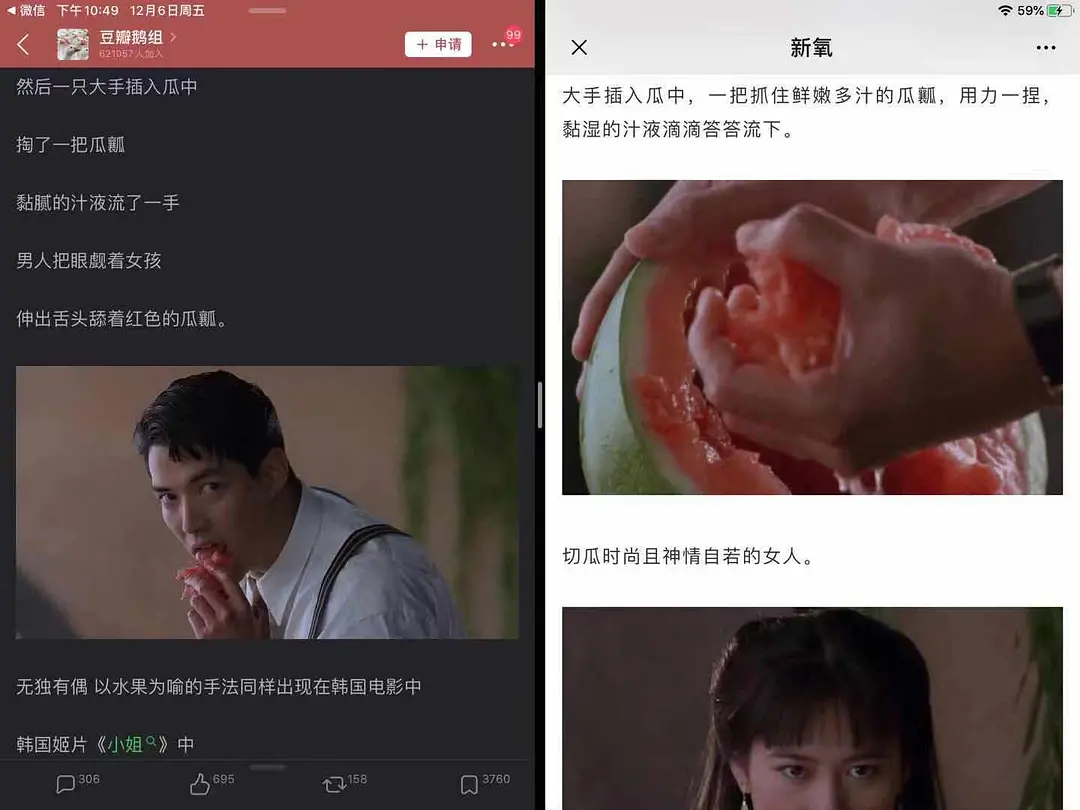 微信 下午10:49 12月6日周五
豆瓣鹅组
621057人加入
申请
99
然后一只大手插入瓜中
掏了一把瓜瓤
黏腻的汁液流了一手
男人把眼觑着女孩
伸出舌头舔着红色的瓜瓤。
无独有偶 以水果为喻的手法同样出现在韩国电影中
韩国姬片《小姐》中
306 695 158 3760
59%
新氧
大手插入瓜中，一把抓住鲜嫩多汁的瓜瓤，用力一捏，
黏湿的汁液滴滴答答流下。
切瓜时尚且神情自若的女人。